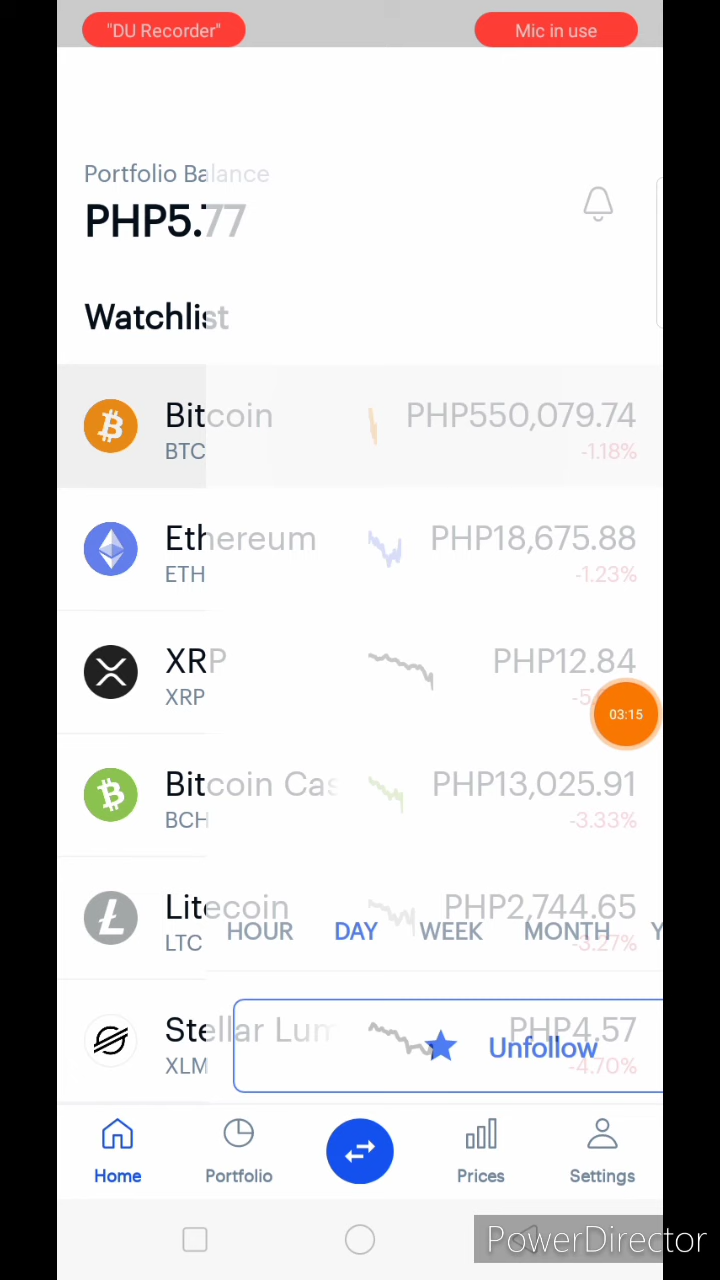 "DU Recorder" Mic in use
Portfolio Balance
PHP5.77
Watchlist
Bitcoin PHP550,079.74
BTC -1.18%
Ethereum PHP18,675.88
ETH -1.23%
XRP PHP12.84
XRP -5.
03:15
Bitcoin Cas PHP13,025.91
BCH -3.33%
Litecoin PHP2,744.65
LTC -3.27%
HOUR DAY WEEK MONTH Y
Stellar Lum PHP4.57
Unfollow
XLM -4.70%
Home Portfolio Prices Settings
PowerDirector